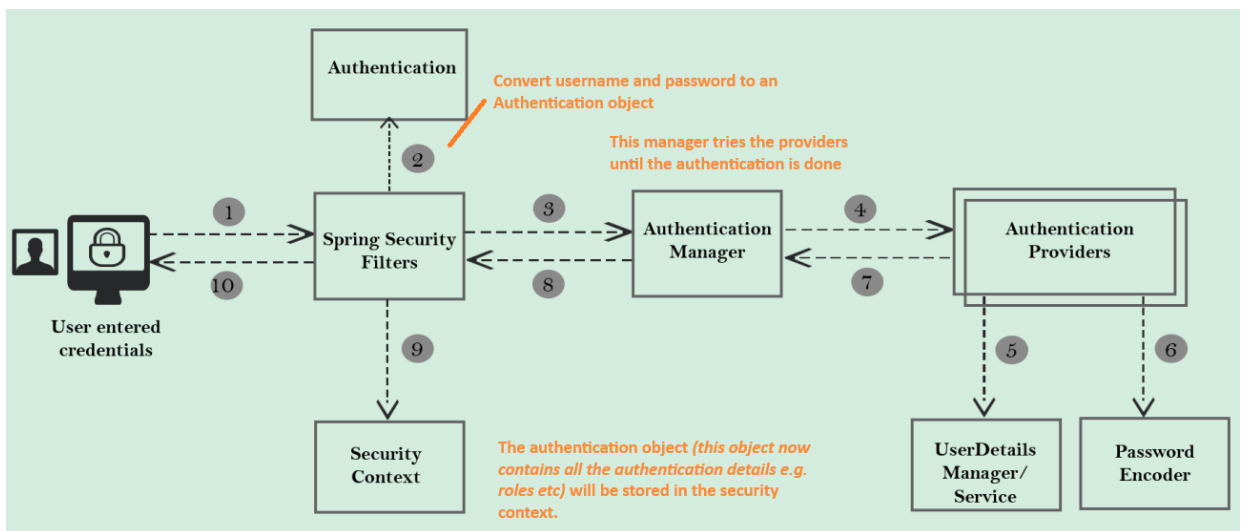 Authentication
Convert username and password to an
Authentication object
This manager tries the providers
until the authentication is done
2
1
3
4
Spring Security
Filters
Authentication
Manager
Authentication
Providers
10
8
7
User entered
credentials
9
5
6
Security
Context
The authentication object (this object now
contains all the authentication details e.g.
roles etc) will be stored in the security
context.
UserDetails
Manager/
Service
Password
Encoder